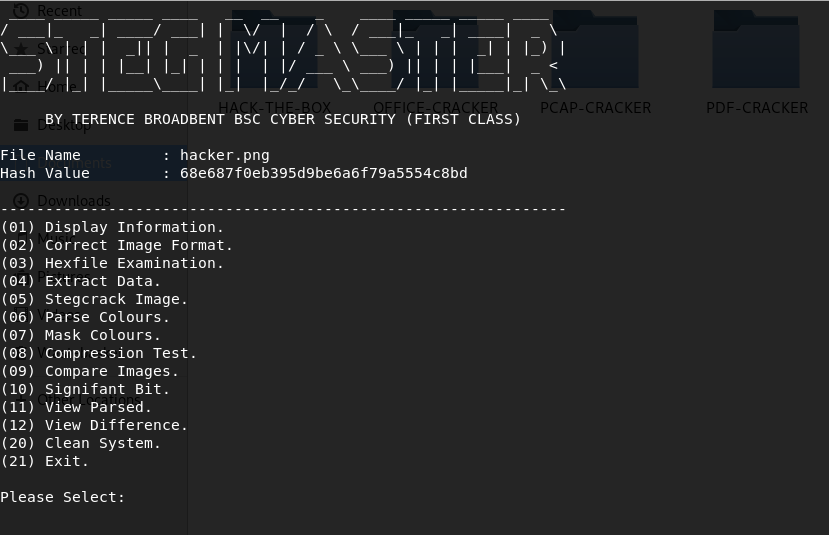 STEG MASTER
BY TERENCE BROADBENT BSC CYBER SECURITY (FIRST CLASS)
File Name : hacker.png
Hash Value : 68e687f0eb395d9be6a6f79a5554c8bd
---------------------------------------------------------------
(01) Display Information.
(02) Correct Image Format.
(03) Hexfile Examination.
(04) Extract Data.
(05) Stegcrack Image.
(06) Parse Colours.
(07) Mask Colours.
(08) Compression Test.
(09) Compare Images.
(10) Signifant Bit.
(11) View Parsed.
(12) View Difference.
(20) Clean System.
(21) Exit.
Please Select:
Recent
Starred
Home
Desktop
Downloads
HACK-THE-BOX
OFFICE-CRACKER
PCAP-CRACKER
PDF-CRACKER